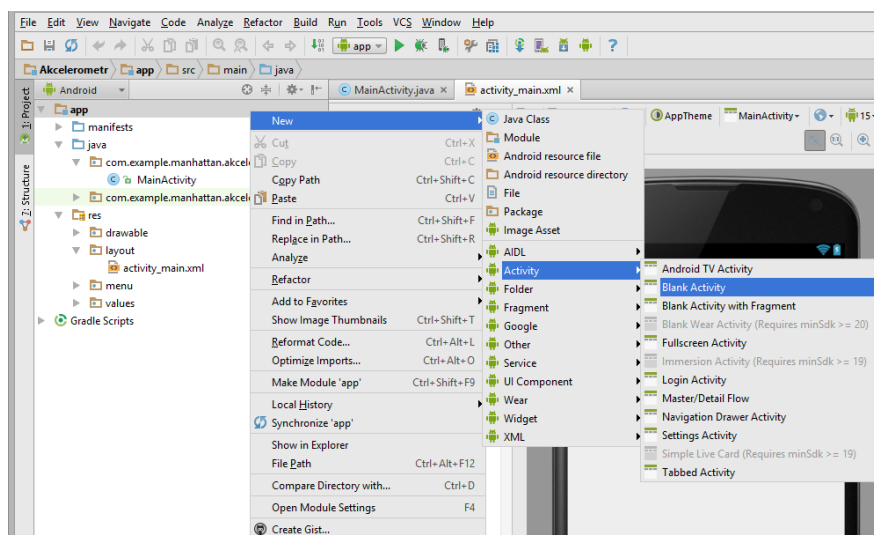 File Edit View Navigate Code Analyze Refactor Build Run Tools VCS Window Help
app
?
Akcelerometr app src main java
1: Project
Z: Structure
Android
MainActivity.java × activity_main.xml ×
app
manifests
java
com.example.manhattan.akcel
MainActivity
com.example.manhattan.akcel
res
drawable
layout
activity_main.xml
menu
values
Gradle Scripts
AppTheme MainActivity 15
New
Cut Ctrl+X
Copy Ctrl+C
Copy Path Ctrl+Shift+C
Paste Ctrl+V
Find in Path... Ctrl+Shift+F
Replace in Path... Ctrl+Shift+R
Analyze
Refactor
Add to Favorites
Show Image Thumbnails Ctrl+Shift+T
Reformat Code... Ctrl+Alt+L
Optimize Imports... Ctrl+Alt+O
Make Module 'app' Ctrl+Shift+F9
Local History
Synchronize 'app'
Show in Explorer
File Path Ctrl+Alt+F12
Compare Directory with... Ctrl+D
Open Module Settings F4
Create Gist...
Java Class
Module
Android resource file
Android resource directory
File
Package
Image Asset
AIDL
Activity
Folder
Fragment
Google
Other
Service
UI Component
Wear
Widget
XML
Android TV Activity
Blank Activity
Blank Activity with Fragment
Blank Wear Activity (Requires minSdk >= 20)
Fullscreen Activity
Immersion Activity (Requires minSdk >= 19)
Login Activity
Master/Detail Flow
Navigation Drawer Activity
Settings Activity
Simple Live Card (Requires minSdk >= 19)
Tabbed Activity